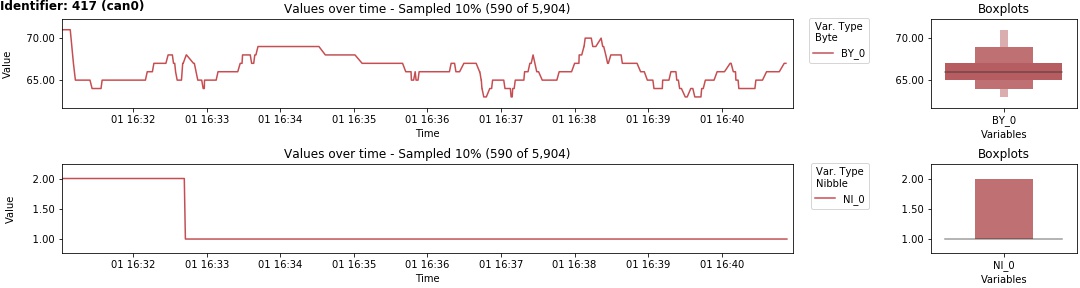 Identifier: 417 (can0)
Values over time - Sampled 10% (590 of 5,904)
Value
70.00
65.00
01 16:32 01 16:33 01 16:34 01 16:35 01 16:36 01 16:37 01 16:38 01 16:39 01 16:40
Time
Var. Type
Byte
BY_0
Boxplots
70.00
65.00
BY_0
Variables
Values over time - Sampled 10% (590 of 5,904)
Value
2.00
1.50
1.00
01 16:32 01 16:33 01 16:34 01 16:35 01 16:36 01 16:37 01 16:38 01 16:39 01 16:40
Time
Var. Type
Nibble
NI_0
Boxplots
2.00
1.50
1.00
NI_0
Variables